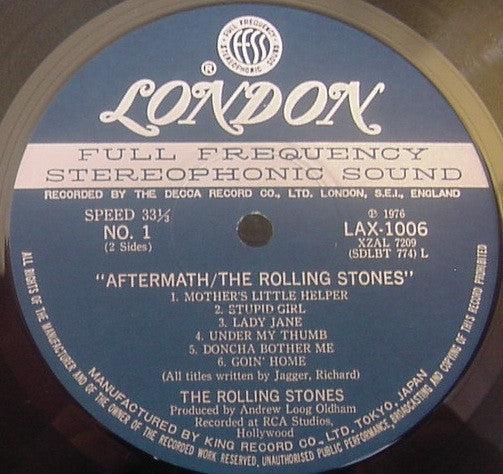 FULL FREQUENCY
ffss
STEREOPHONIC SOUND
®
LONDON
FULL FREQUENCY
STEREOPHONIC SOUND
RECORDED BY THE DECCA RECORD CO., LTD. LONDON, S.E.I., ENGLAND
SPEED 33⅓
NO. 1
(2 Sides)
℗ 1976
LAX-1006
XZAL 7209
(SDLBT 774) L
"AFTERMATH/THE ROLLING STONES"
1. MOTHER'S LITTLE HELPER
2. STUPID GIRL
3. LADY JANE
4. UNDER MY THUMB
5. DONCHA BOTHER ME
6. GOIN' HOME
(All titles written by Jagger, Richard)
THE ROLLING STONES
Produced by Andrew Loog Oldham
Recorded at RCA Studios,
Hollywood
MANUFACTURED BY KING RECORD CO., LTD. TOKYO, JAPAN
ALL RIGHTS OF THE MANUFACTURER AND OF THE OWNER OF THE RECORDED WORK RESERVED, UNAUTHORISED PUBLIC PERFORMANCE, BROADCASTING AND COPYING OF THIS RECORD PROHIBITED